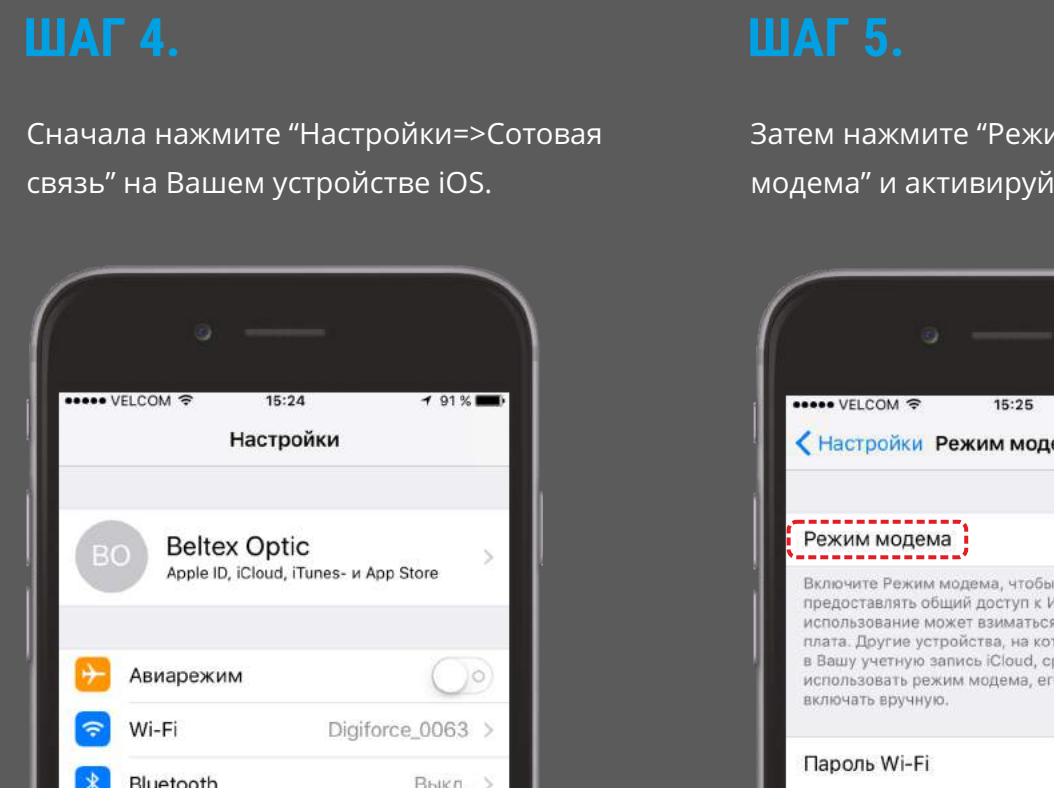 ШАГ 4.
Сначала нажмите “Настройки=>Сотовая
связь” на Вашем устройстве iOS.
VELCOM 15:24 91 %
Настройки
BO
Beltex Optic
Apple ID, iCloud, iTunes- и App Store
Авиарежим
Wi-Fi Digiforce_0063
Bluetooth Выкл.
ШАГ 5.
Затем нажмите “Режи
модема” и активируй
VELCOM 15:25
Настройки Режим мод
Режим модема
Включите Режим модема, чтобы
предоставлять общий доступ к И
использование может взиматься
плата. Другие устройства, на кот
в Вашу учетную запись iCloud, ср
использовать режим модема, ег
включать вручную.
Пароль Wi-Fi